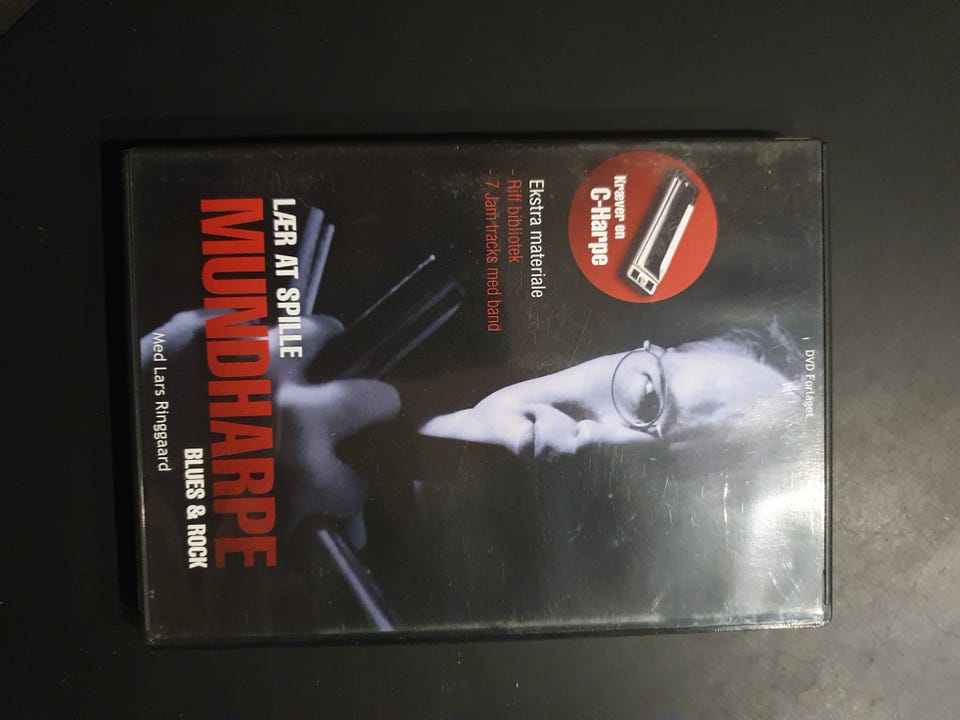 DVD Forlaget
Kræver en
C-Harpe
Ekstra materiale
- Riff bibliotek
- 7 Jam tracks med band
LÆR AT SPILLE
MUNDHARPE
BLUES & ROCK
Med Lars Ringgaard